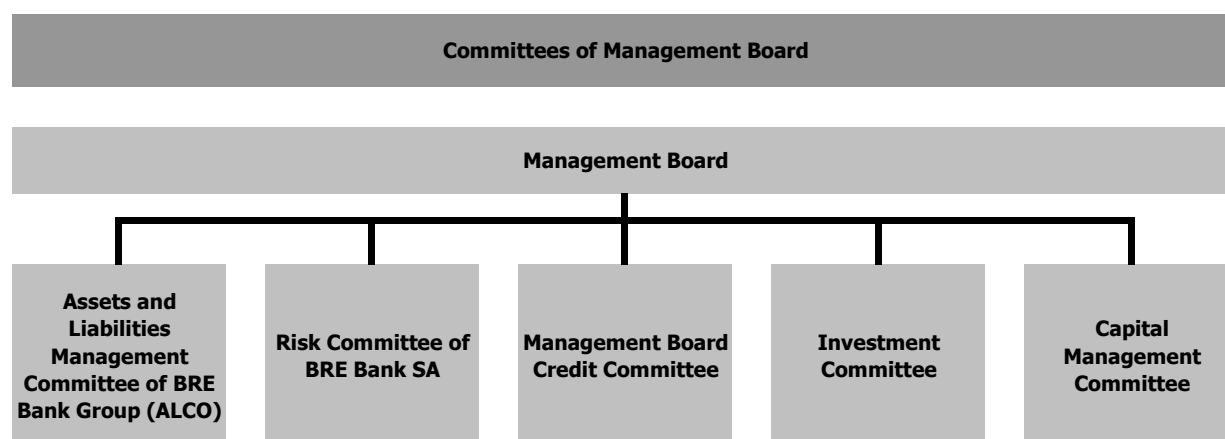 Committees of Management Board
Management Board
Assets and
Liabilities
Management
Committee of BRE
Bank Group (ALCO)
Risk Committee of
BRE Bank SA
Management Board
Credit Committee
Investment
Committee
Capital
Management
Committee